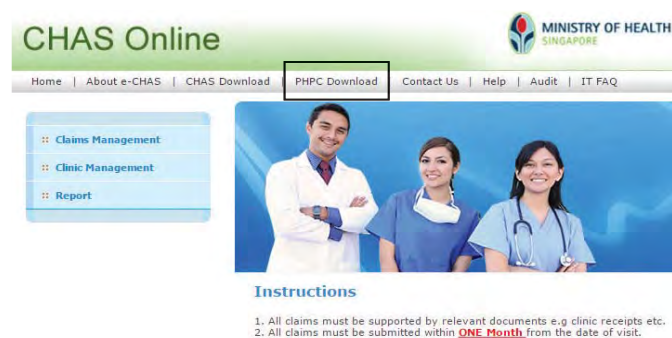 CHAS Online
MINISTRY OF HEALTH
SINGAPORE
Home | About e-CHAS | CHAS Download | PHPC Download | Contact Us | Help | Audit | IT FAQ
Claims Management
Clinic Management
Report
Instructions
1. All claims must be supported by relevant documents e.g clinic receipts etc.
2. All claims must be submitted within ONE Month from the date of visit.